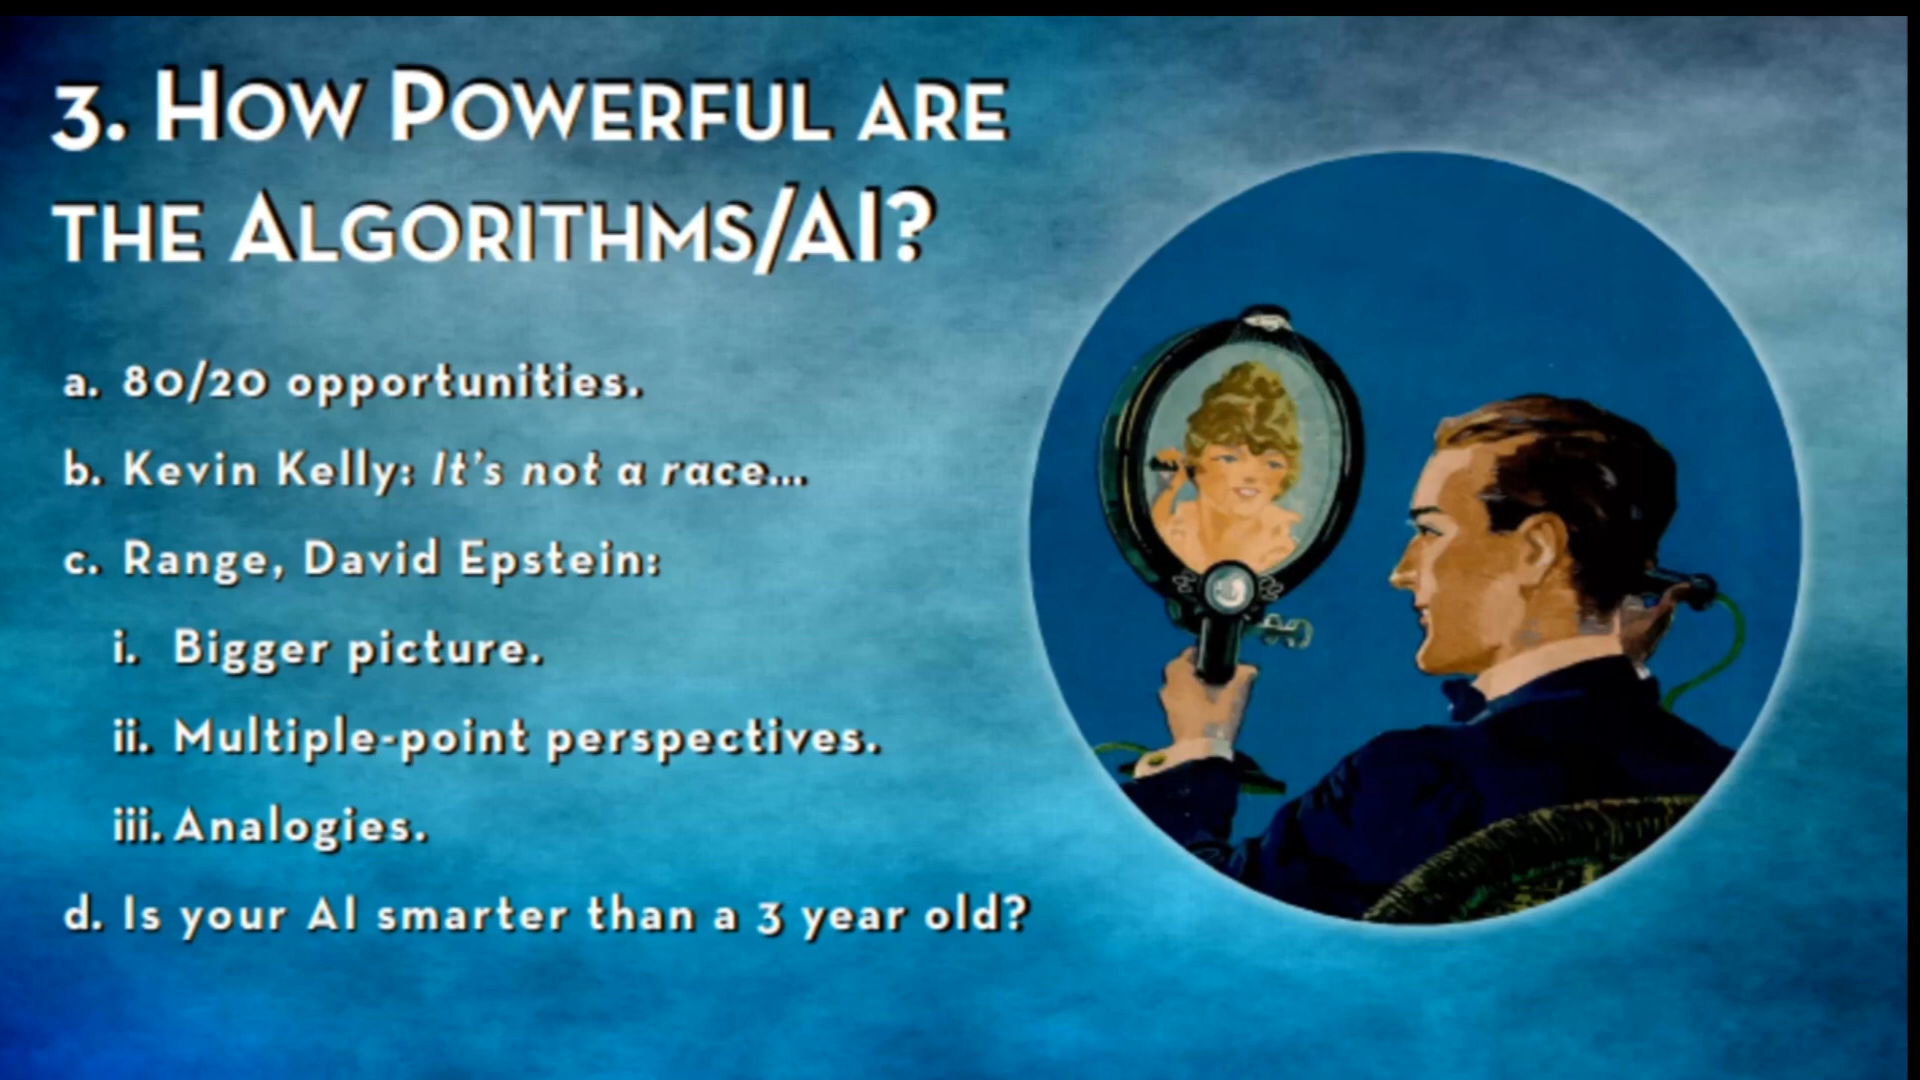 3. How Powerful are
the Algorithms/AI?
a. 80/20 opportunities.
b. Kevin Kelly: It's not a race...
c. Range, David Epstein:
i. Bigger picture.
ii. Multiple-point perspectives.
iii. Analogies.
d. Is your AI smarter than a 3 year old?